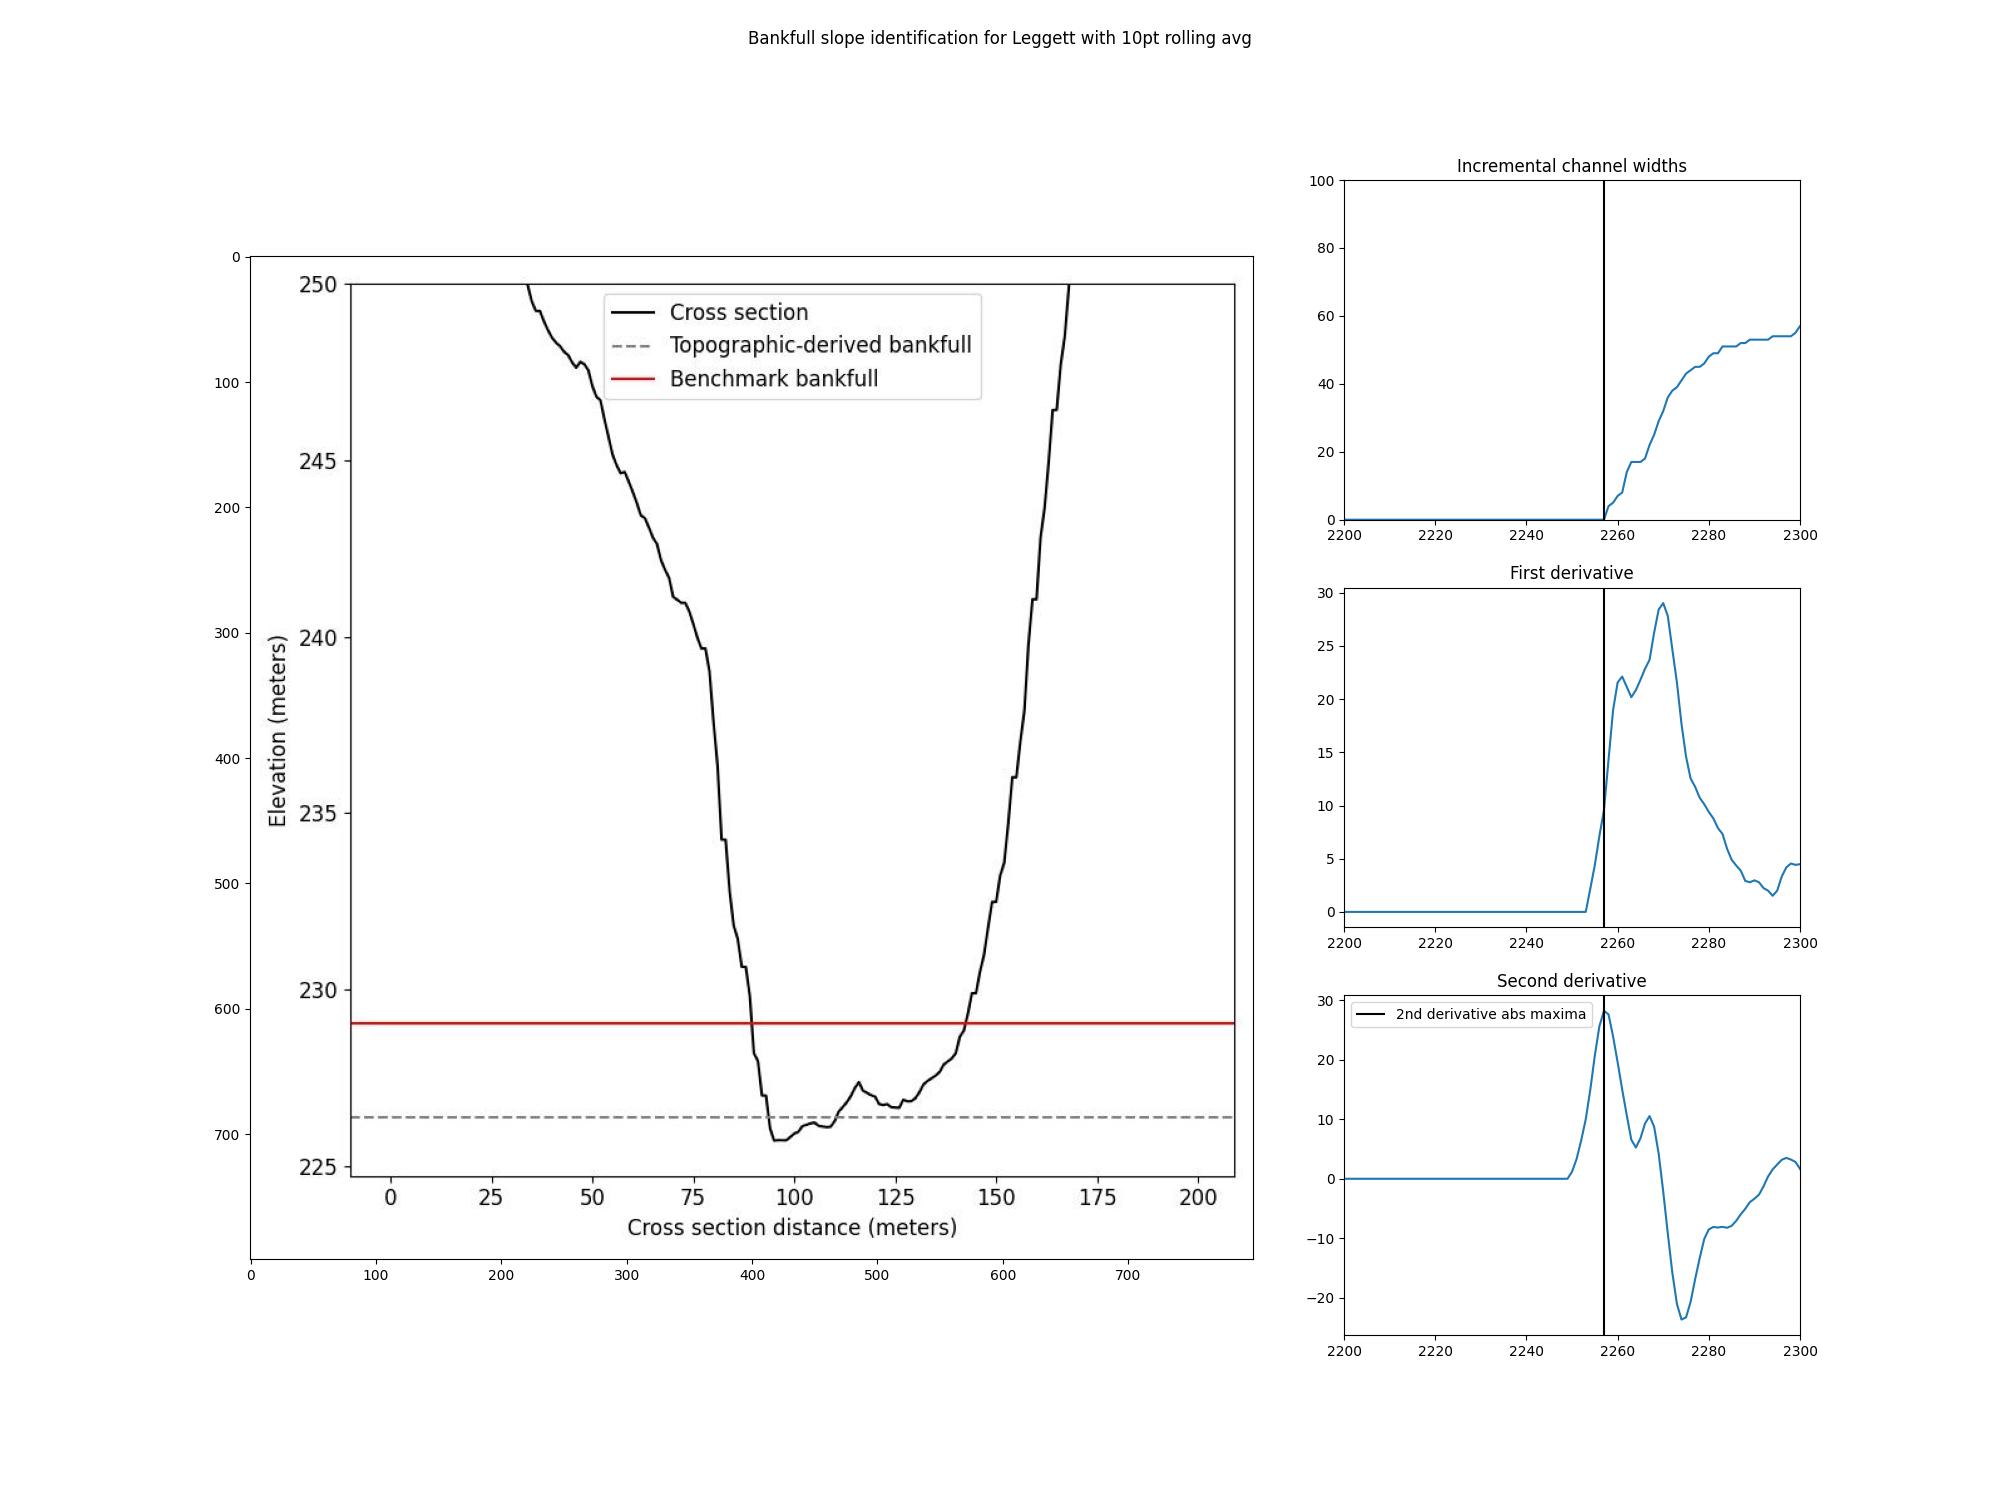 Bankfull slope identification for Leggett with 10pt rolling avg
0
100
200
300
400
500
600
700
250
245
240
235
230
225
Elevation (meters)
Cross section
Topographic-derived bankfull
Benchmark bankfull
0 25 50 75 100 125 150 175 200
Cross section distance (meters)
0 100 200 300 400 500 600 700
Incremental channel widths
100
80
60
40
20
0
2200 2220 2240 2260 2280 2300
First derivative
30
25
20
15
10
5
0
2200 2220 2240 2260 2280 2300
Second derivative
2nd derivative abs maxima
30
20
10
0
−10
−20
2200 2220 2240 2260 2280 2300